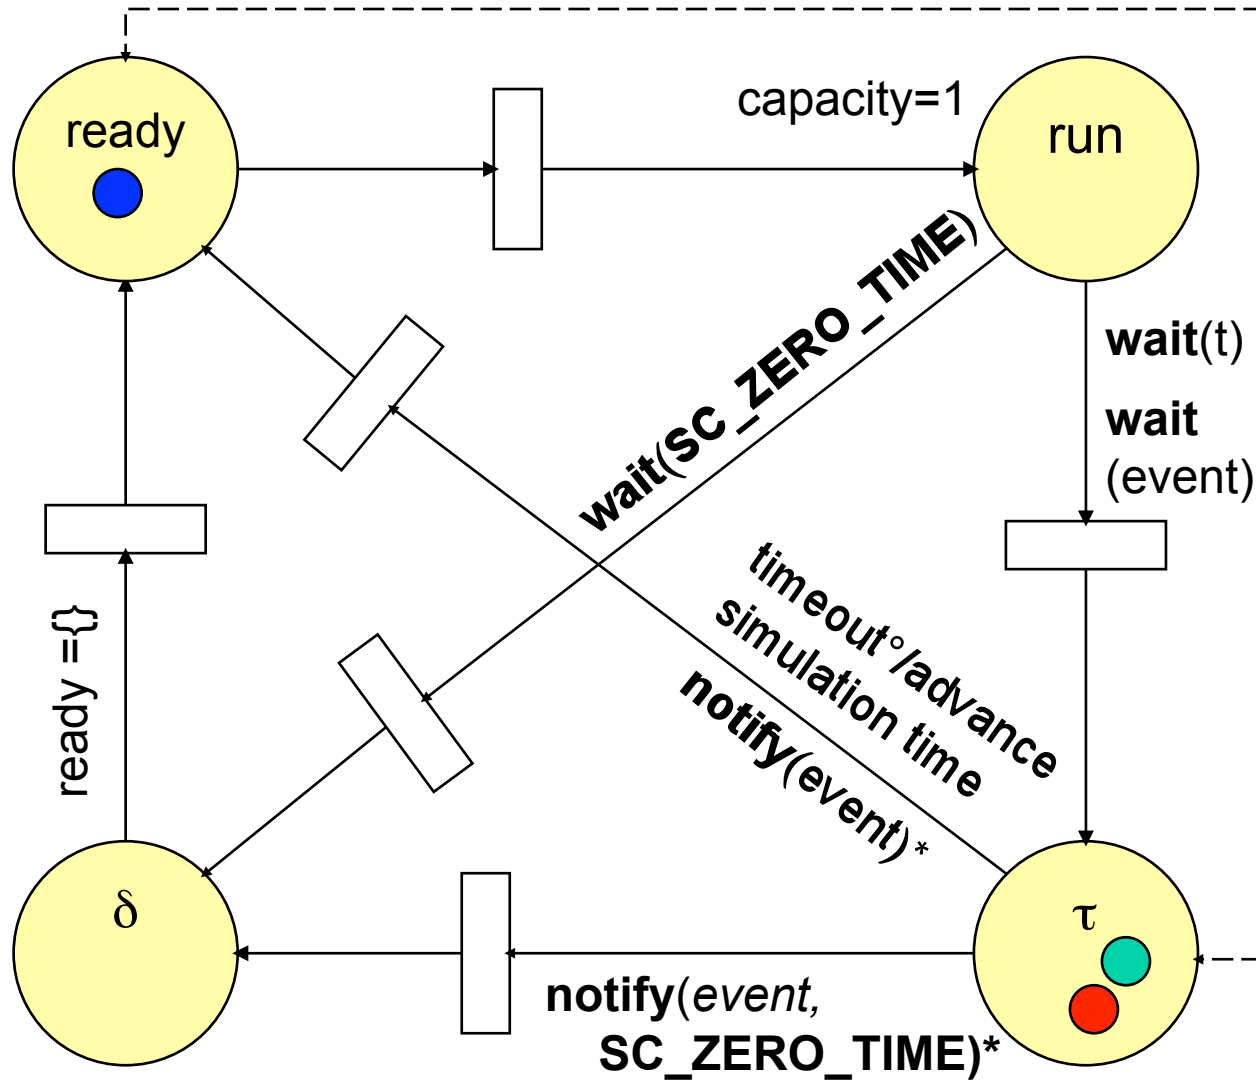 ready
capacity=1
run
wait(SC_ZERO_TIME)
wait(t)
wait
(event)
timeout°/advance
simulation time
notify(event)*
ready ={}
δ
τ
notify(event,
SC_ZERO_TIME)*